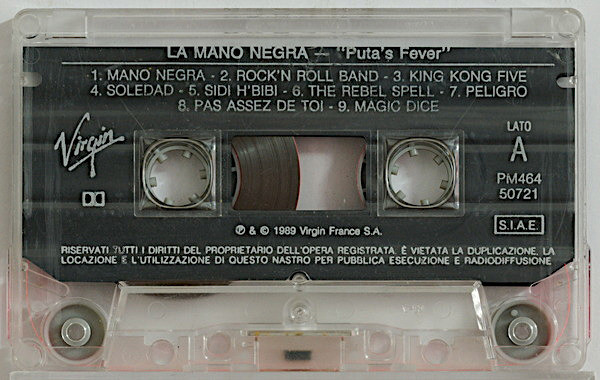 LA MANO NEGRA — "Puta's Fever"
1. MANO NEGRA - 2. ROCK'N ROLL BAND - 3. KING KONG FIVE
4. SOLEDAD - 5. SIDI H'BIBI - 6. THE REBEL SPELL - 7. PELIGRO
8. PAS ASSEZ DE TOI - 9. MAGIC DICE
Virgin
LATO
A
PM464
50721
S.I.A.E.
℗ & © 1989 Virgin France S.A.
RISERVATI TUTTI I DIRITTI DEL PROPRIETARIO DELL'OPERA REGISTRATA. È VIETATA LA DUPLICAZIONE, LA
LOCAZIONE E L'UTILIZZAZIONE DI QUESTO NASTRO PER PUBBLICA ESECUZIONE E RADIODIFFUSIONE